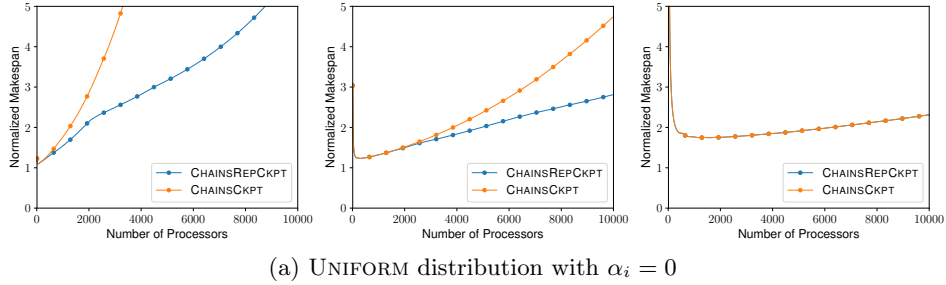 5
4
3
2
1
0
Normalized Makespan
0 2000 4000 6000 8000 10000
Number of Processors
CHAINSREPCKPT
CHAINSCKPT
5
4
3
2
1
0
Normalized Makespan
0 2000 4000 6000 8000 10000
Number of Processors
CHAINSREPCKPT
CHAINSCKPT
5
4
3
2
1
0
Normalized Makespan
0 2000 4000 6000 8000 10000
Number of Processors
CHAINSREPCKPT
CHAINSCKPT
(a) UNIFORM distribution with αᵢ = 0